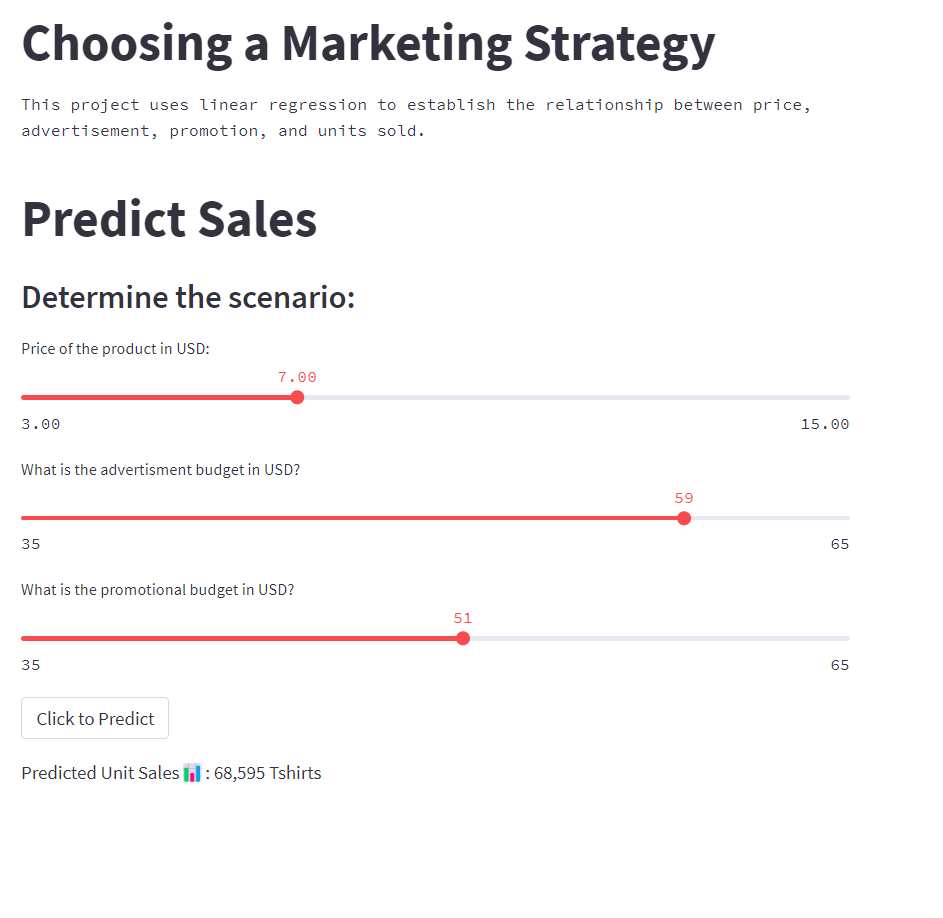 Choosing a Marketing Strategy
This project uses linear regression to establish the relationship between price,
advertisement, promotion, and units sold.
Predict Sales
Determine the scenario:
Price of the product in USD:
7.00
3.00 15.00
What is the advertisment budget in USD?
59
35 65
What is the promotional budget in USD?
51
35 65
Click to Predict
Predicted Unit Sales 📊 : 68,595 Tshirts